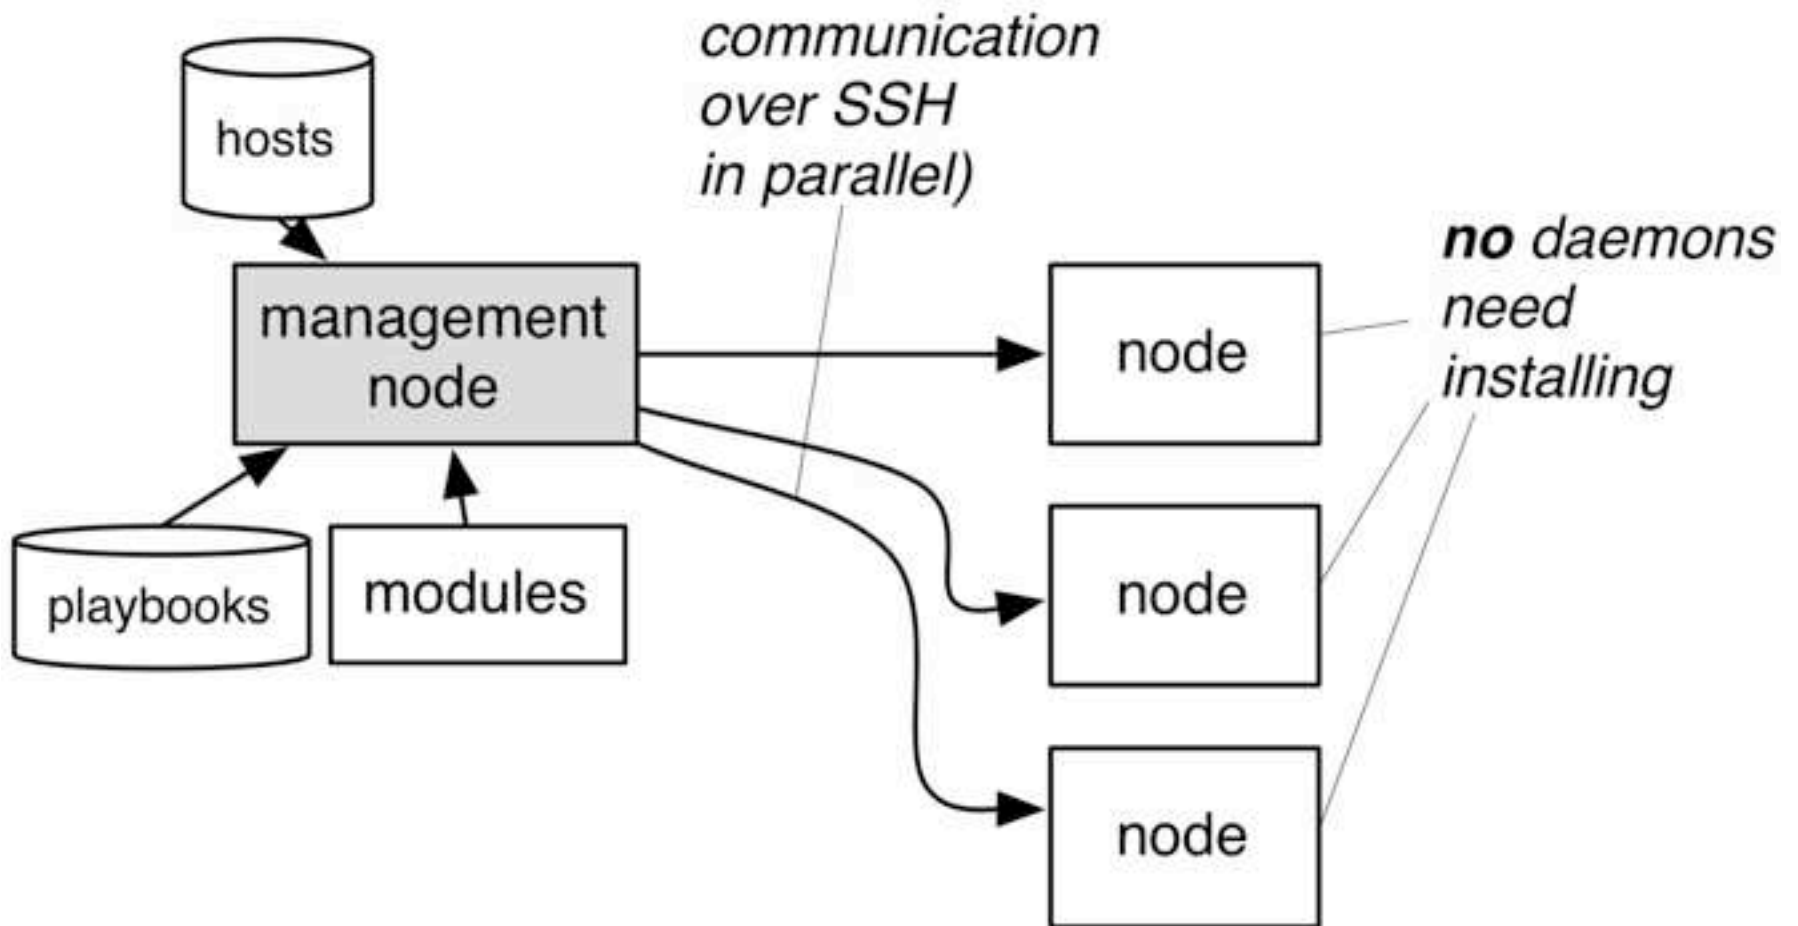 communication
over SSH
in parallel)
hosts
no daemons
need
installing
management
node
node
playbooks
modules
node
node